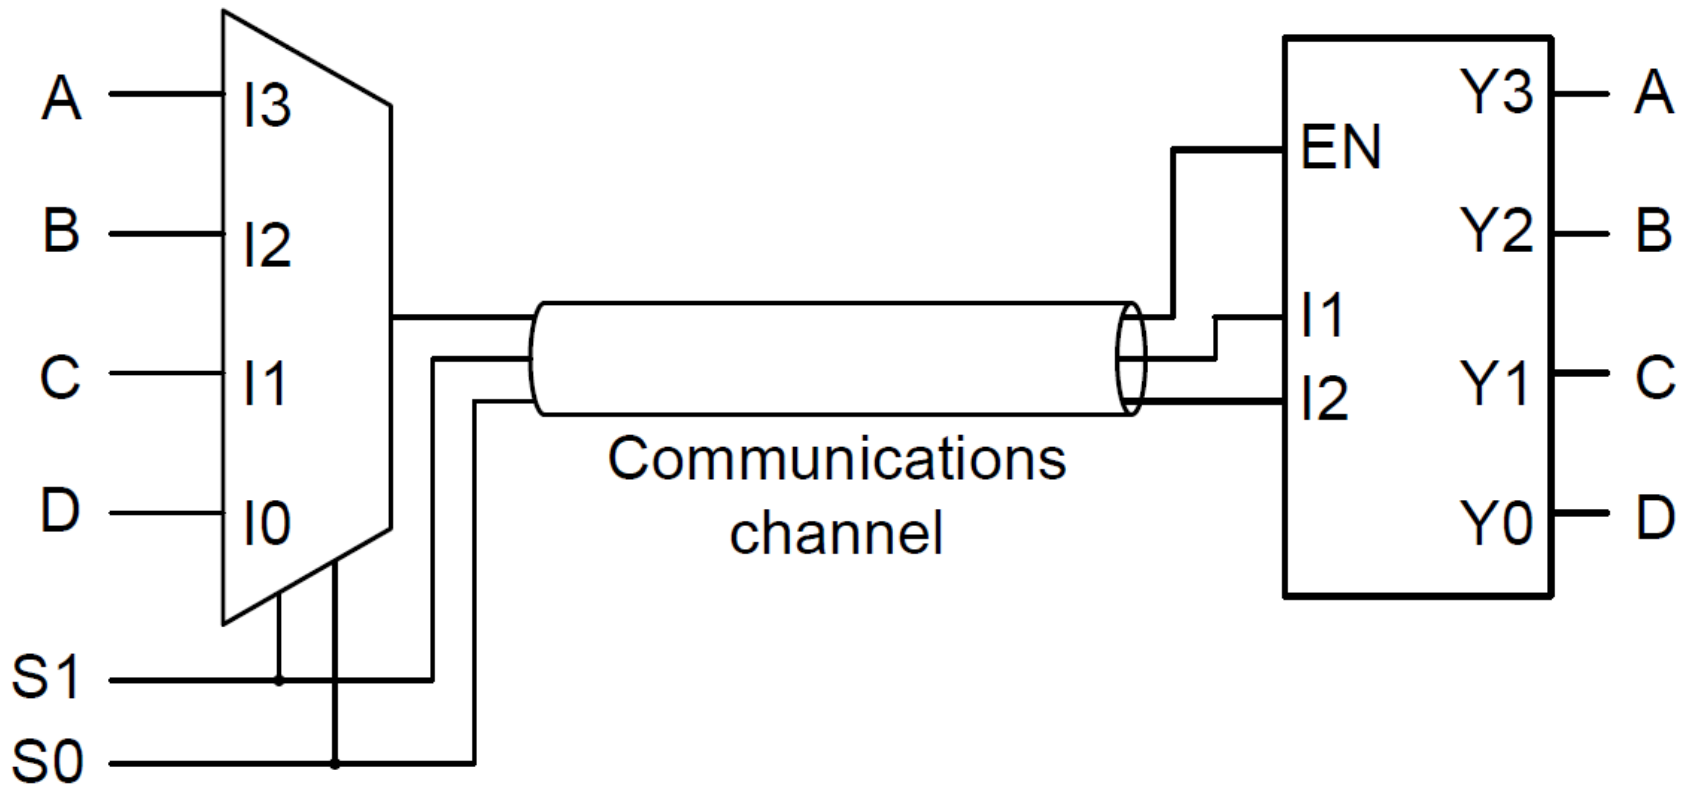 A
I3
B
I2
C
I1
D
I0
S1
S0
Communications
channel
EN
I1
I2
Y3
A
Y2
B
Y1
C
Y0
D